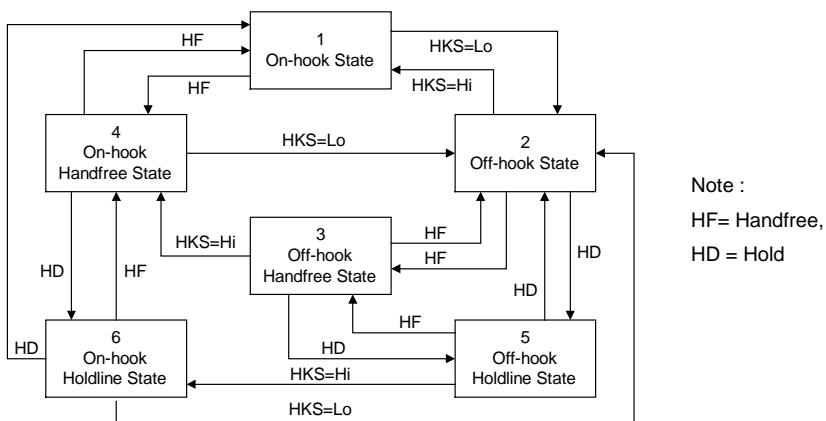 1
On-hook State
HF
HKS=Lo
HF
HKS=Hi
4
On-hook
Handfree State
HKS=Lo
2
Off-hook State
Note :
HF= Handfree,
HD = Hold
HKS=Hi
3
Off-hook
Handfree State
HF
HF
HD
HF
HD
HD
HF
HD
6
On-hook
Holdline State
HD
HKS=Hi
5
Off-hook
Holdline State
HKS=Lo